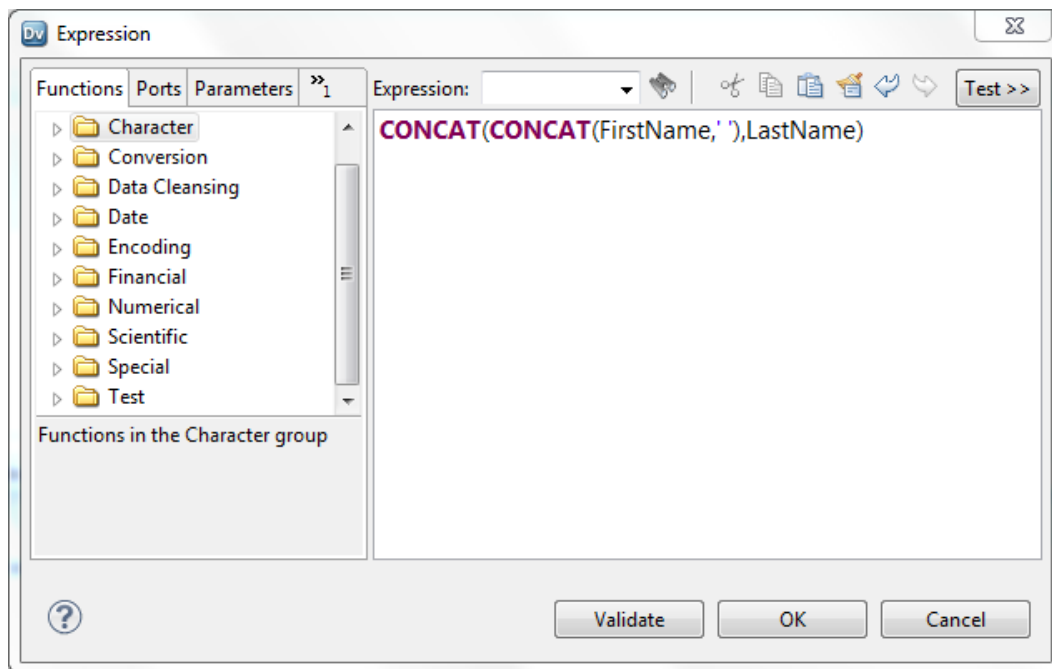 Dv Expression
Functions Ports Parameters »1 Expression: Test >>
CONCAT(CONCAT(FirstName,' '),LastName)
Character
Conversion
Data Cleansing
Date
Encoding
Financial
Numerical
Scientific
Special
Test
Functions in the Character group
? Validate OK Cancel